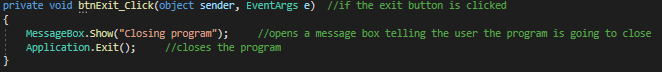 private void btnExit_Click(object sender, EventArgs e)  //if the exit button is clicked
{
    MessageBox.Show("Closing program");     //opens a message box telling the user the program is going to close
    Application.Exit();     //closes the program
}